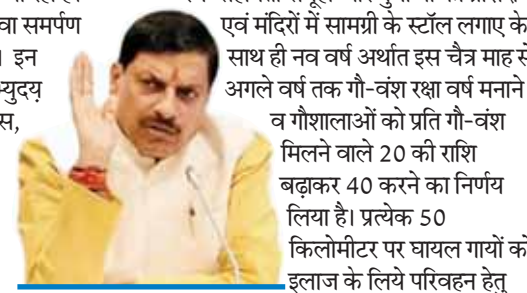 वा समर्पण
। इन
भ्युदय
स,
एवं मंदिरों में सामग्री के स्टॉल लगाए के
साथ ही नव वर्ष अर्थात इस चैत्र माह से
अगले वर्ष तक गौ-वंश रक्षा वर्ष मनाने
व गौशालाओं को प्रति गौ-वंश
मिलने वाले 20 की राशि
बढ़ाकर 40 करने का निर्णय
लिया है। प्रत्येक 50
किलोमीटर पर घायल गायों को
इलाज के लिये परिवहन हेतु